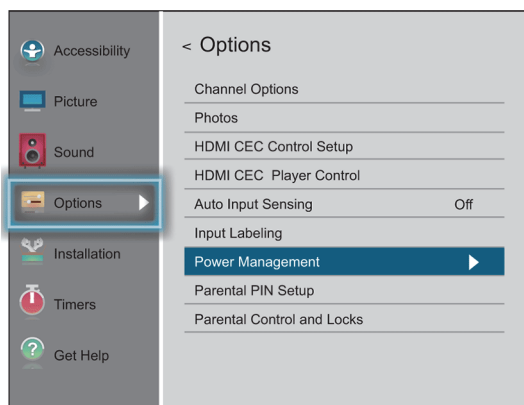 Accessibility
Picture
Sound
Options
Installation
Timers
? Get Help
< Options
Channel Options
Photos
HDMI CEC Control Setup
HDMI CEC Player Control
Auto Input Sensing Off
Input Labeling
Power Management
Parental PIN Setup
Parental Control and Locks